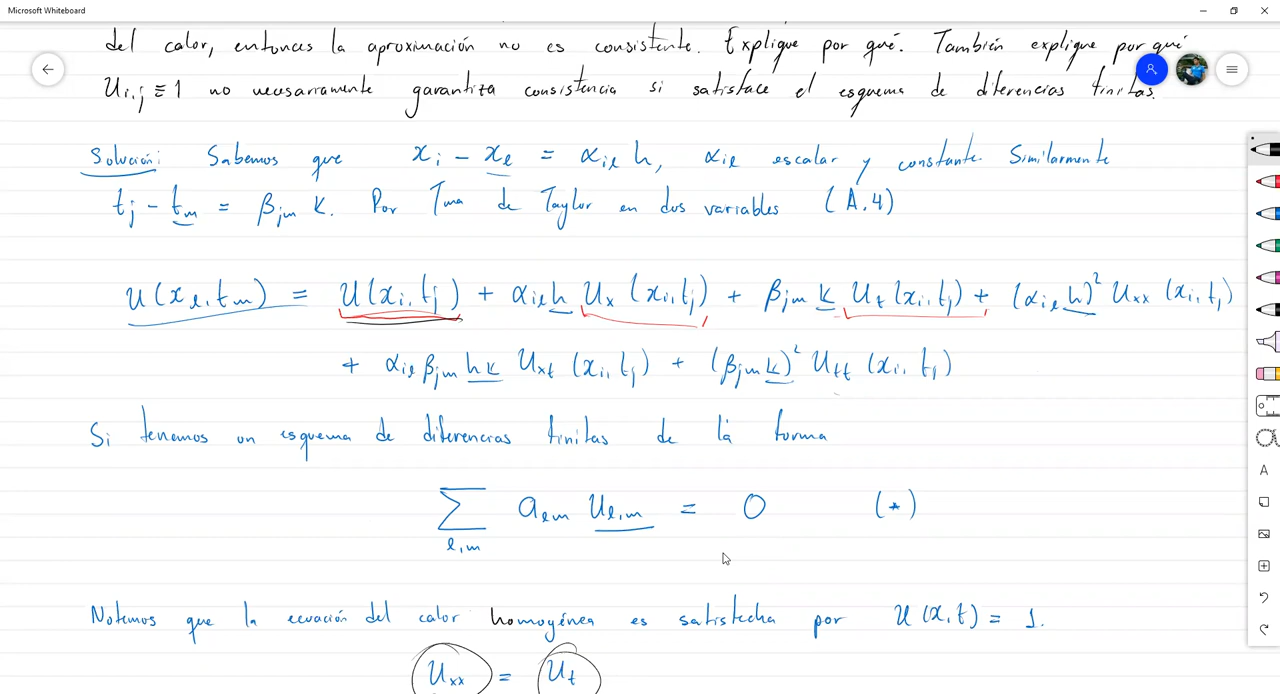 Microsoft Whiteboard
del calor, entonces la aproximación no es consistente. Explique por qué. También explique por qué
U_{i,j} ≡ 1 no necesarramente garantiza consistencia si satisface el esquema de diferencias finitas.
Solución: Sabemos que x_i - x_l = α_{il} h, α_{il} escalar y constante. Similarmente
t_j - t_m = β_{jm} k. Por Tma de Taylor en dos variables (A.4)
u(x_l, t_m) = u(x_i, t_j) + α_{il} h u_x (x_i, t_j) + β_{jm} k u_t (x_i, t_j) + (α_{il} h)^2 u_{xx} (x_i, t_j)
+ α_{il} β_{jm} h k u_{xt} (x_i, t_j) + (β_{jm} k)^2 u_{tt} (x_i, t_j)
Si tenemos un esquema de diferencias finitas de la forma
∑_{l,m} a_{lm} u_{l,m} = 0 (*)
Notemos que la ecuación del calor homogénea es satisfecha por u(x,t) = 1.
u_{xx} = u_t
A